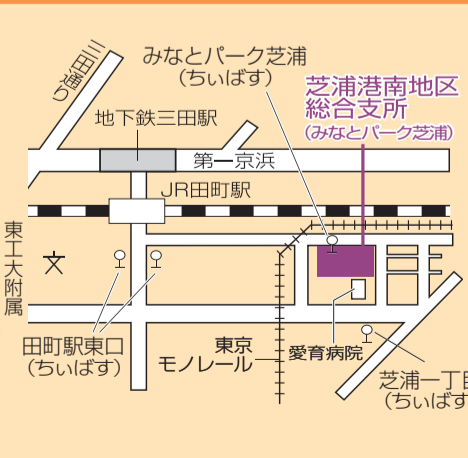 三田通り
みなとパーク芝浦
（ちぃばす）
芝浦港南地区
総合支所
（みなとパーク芝浦）
地下鉄三田駅
第一京浜
JR田町駅
東工大附属
田町駅東口
（ちぃばす）
東京
モノレール
愛育病院
芝浦一丁目
（ちぃばす